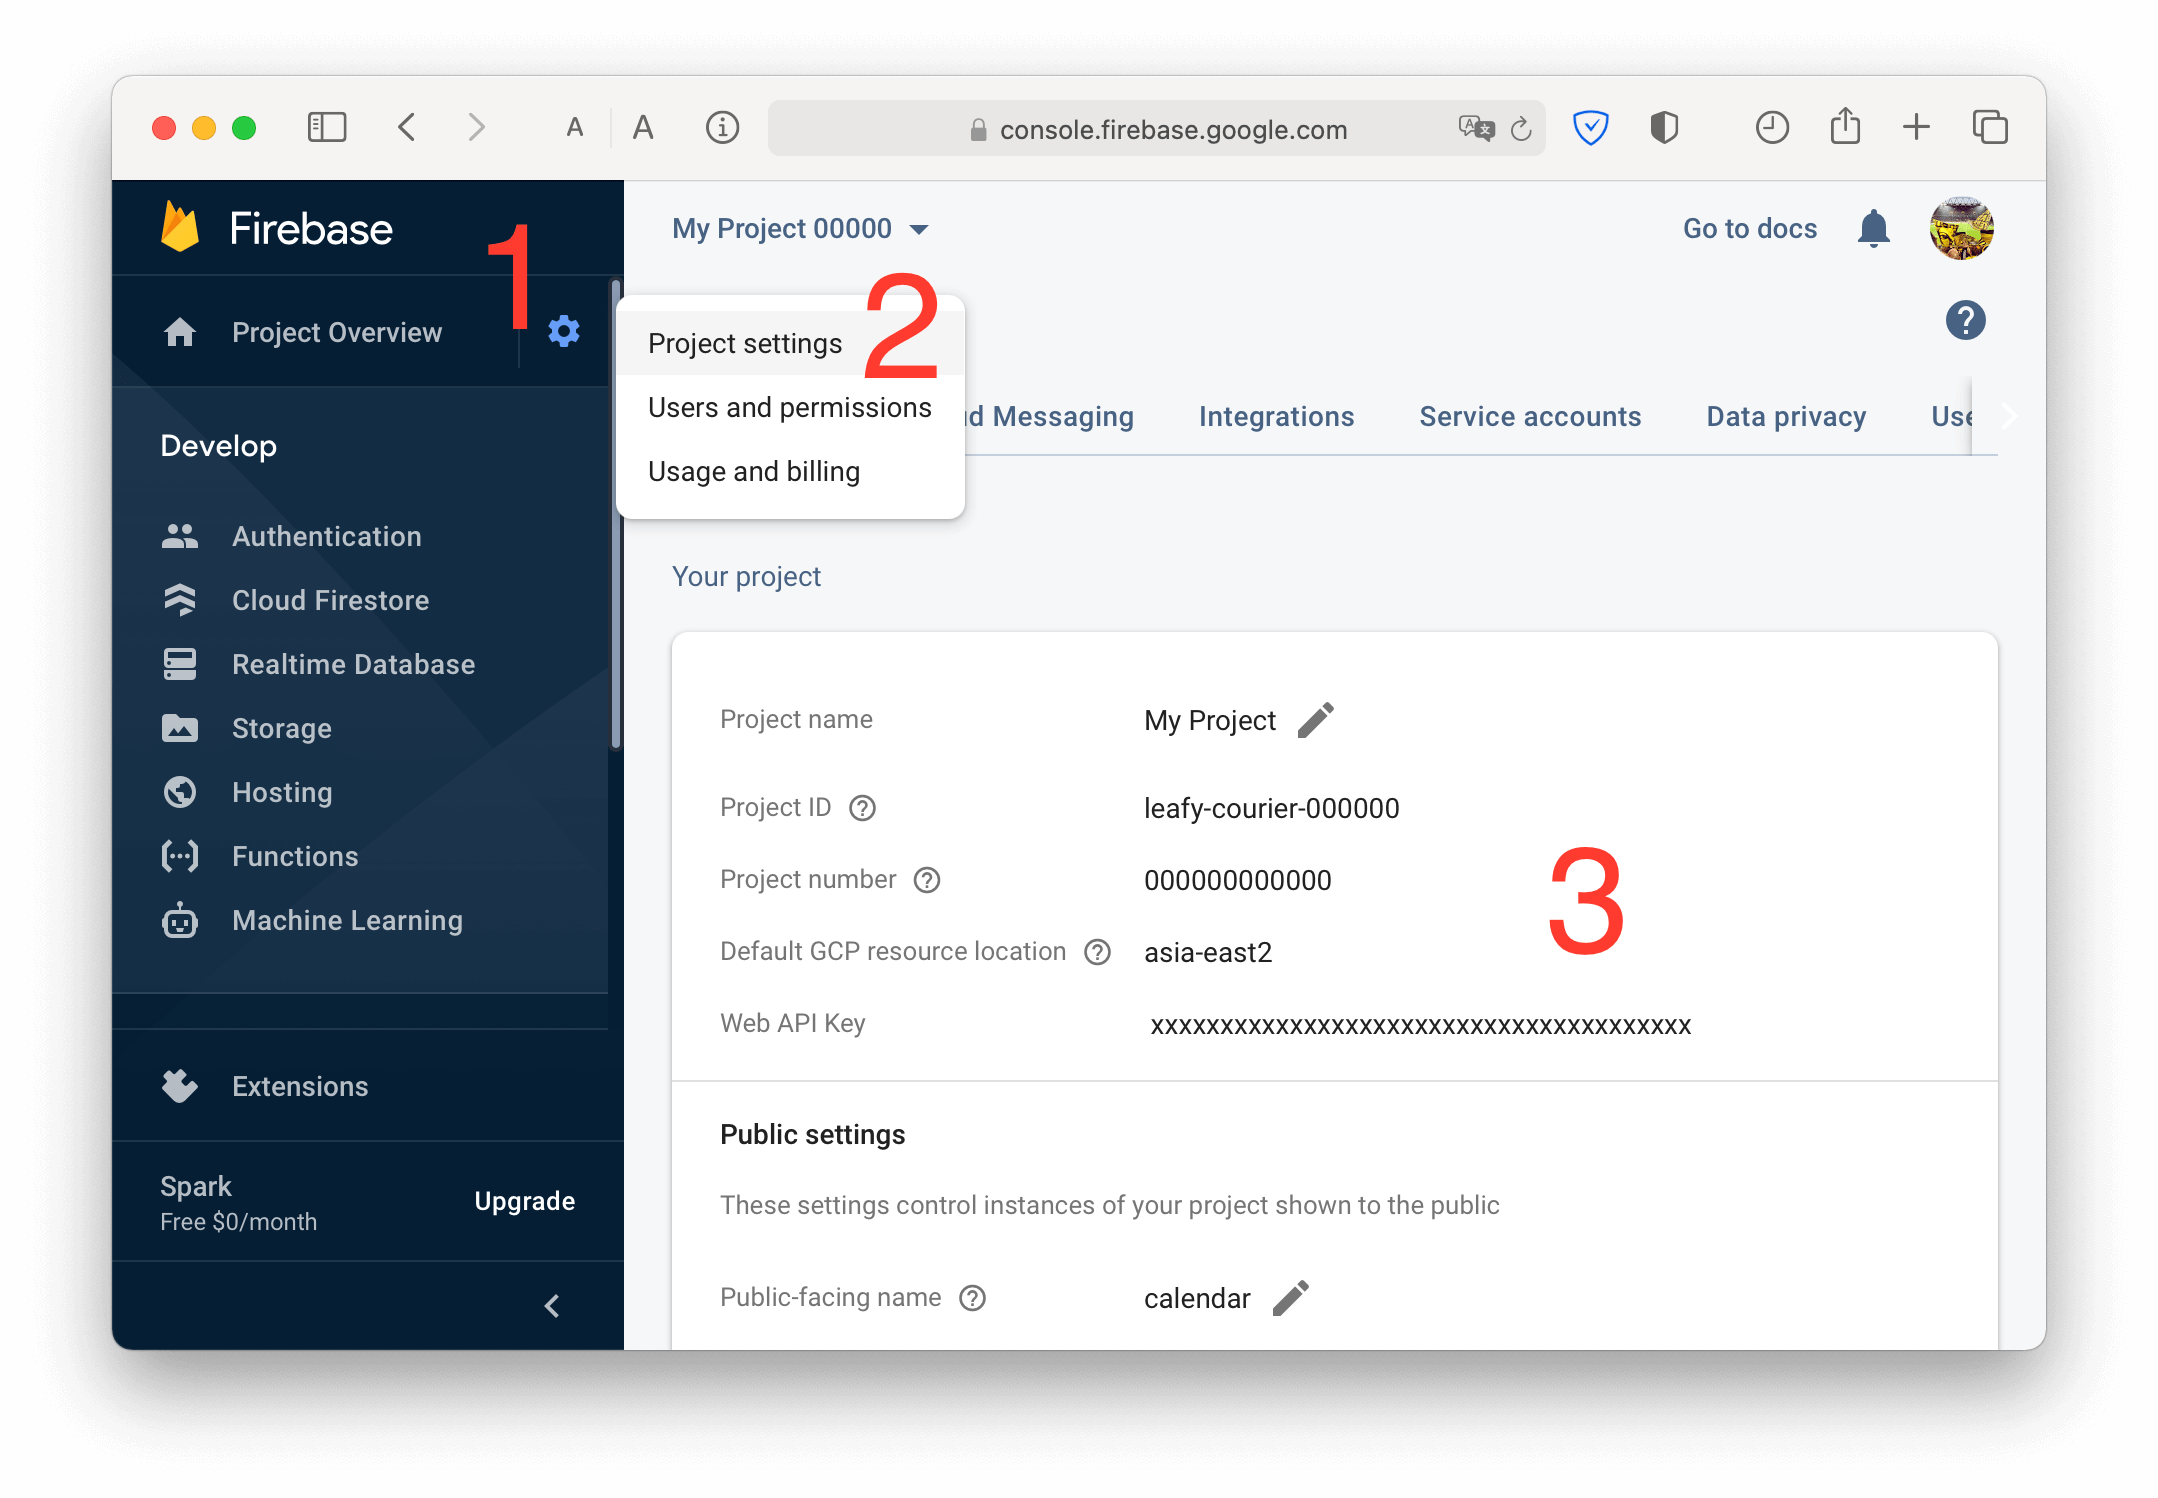 A A console.firebase.google.com
Firebase
1
Project Overview
Develop
Authentication
Cloud Firestore
Realtime Database
Storage
Hosting
Functions
Machine Learning
Extensions
Spark
Free $0/month
Upgrade
My Project 00000
Go to docs
2
Project settings
Users and permissions
Usage and billing
Messaging Integrations Service accounts Data privacy
Your project
Project name My Project
Project ID leafy-courier-000000
Project number 000000000000
3
Default GCP resource location asia-east2
Web API Key xxxxxxxxxxxxxxxxxxxxxxxxxxxxxxxxxxxxxxx
Public settings
These settings control instances of your project shown to the public
Public-facing name calendar